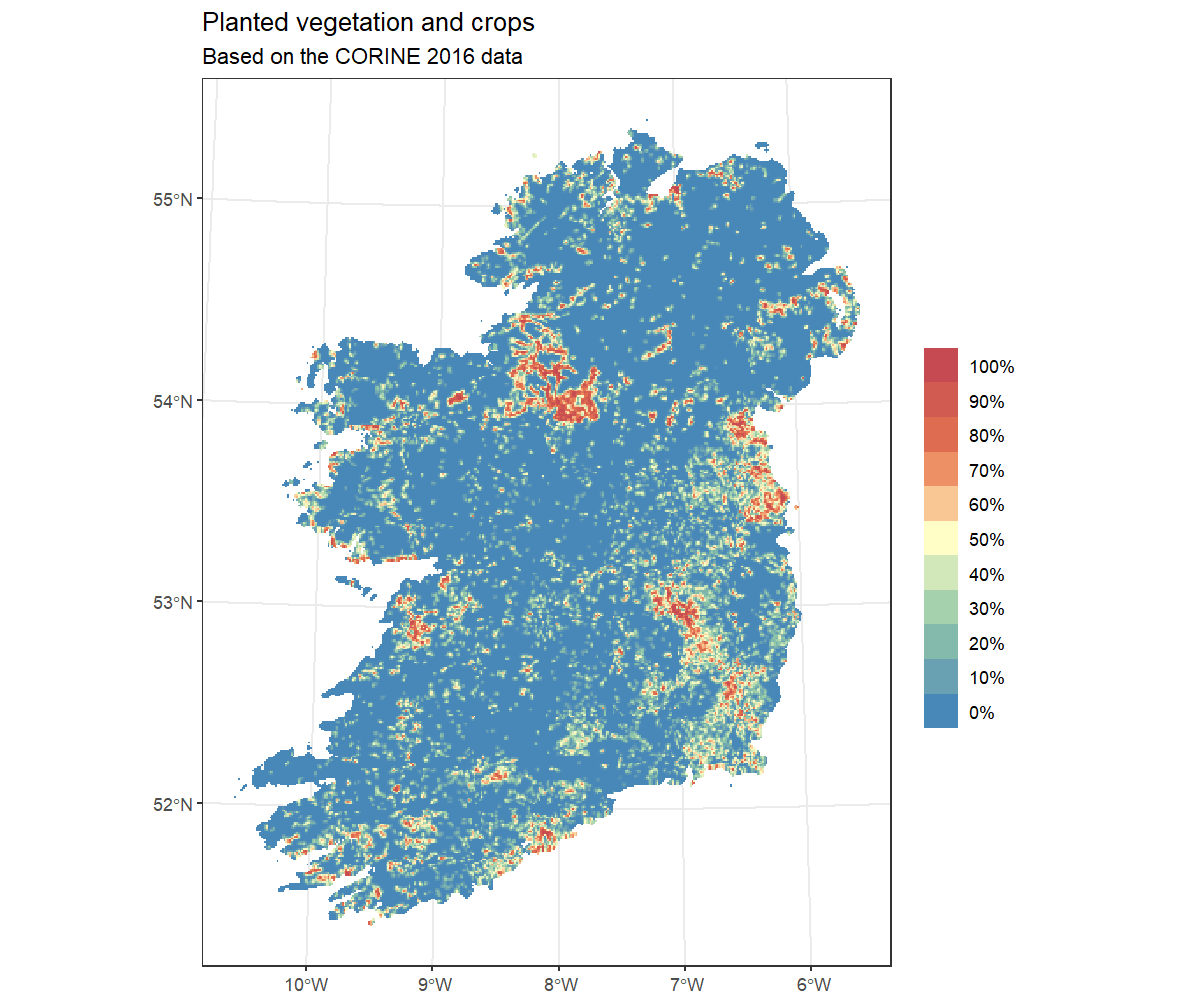 Planted vegetation and crops
Based on the CORINE 2016 data
55°N
54°N
53°N
52°N
10°W
9°W
8°W
7°W
6°W
100%
90%
80%
70%
60%
50%
40%
30%
20%
10%
0%